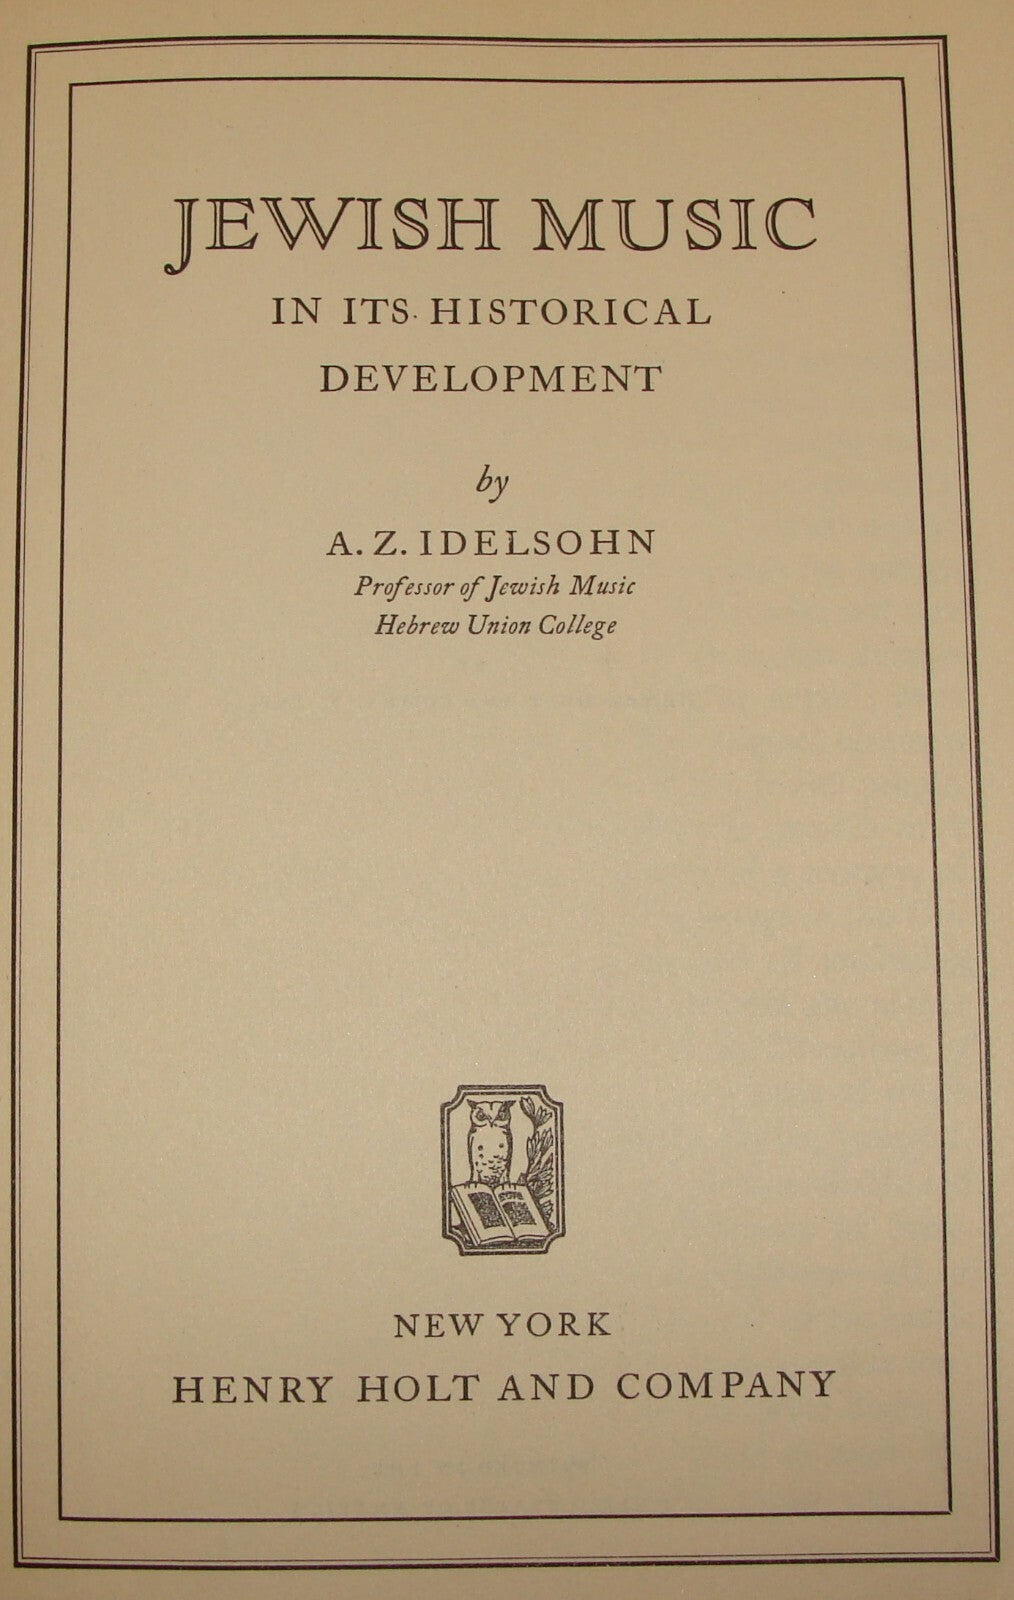 JEWISH MUSIC
IN ITS HISTORICAL
DEVELOPMENT
by
A. Z. IDELSOHN
Professor of Jewish Music
Hebrew Union College
NEW YORK
HENRY HOLT AND COMPANY